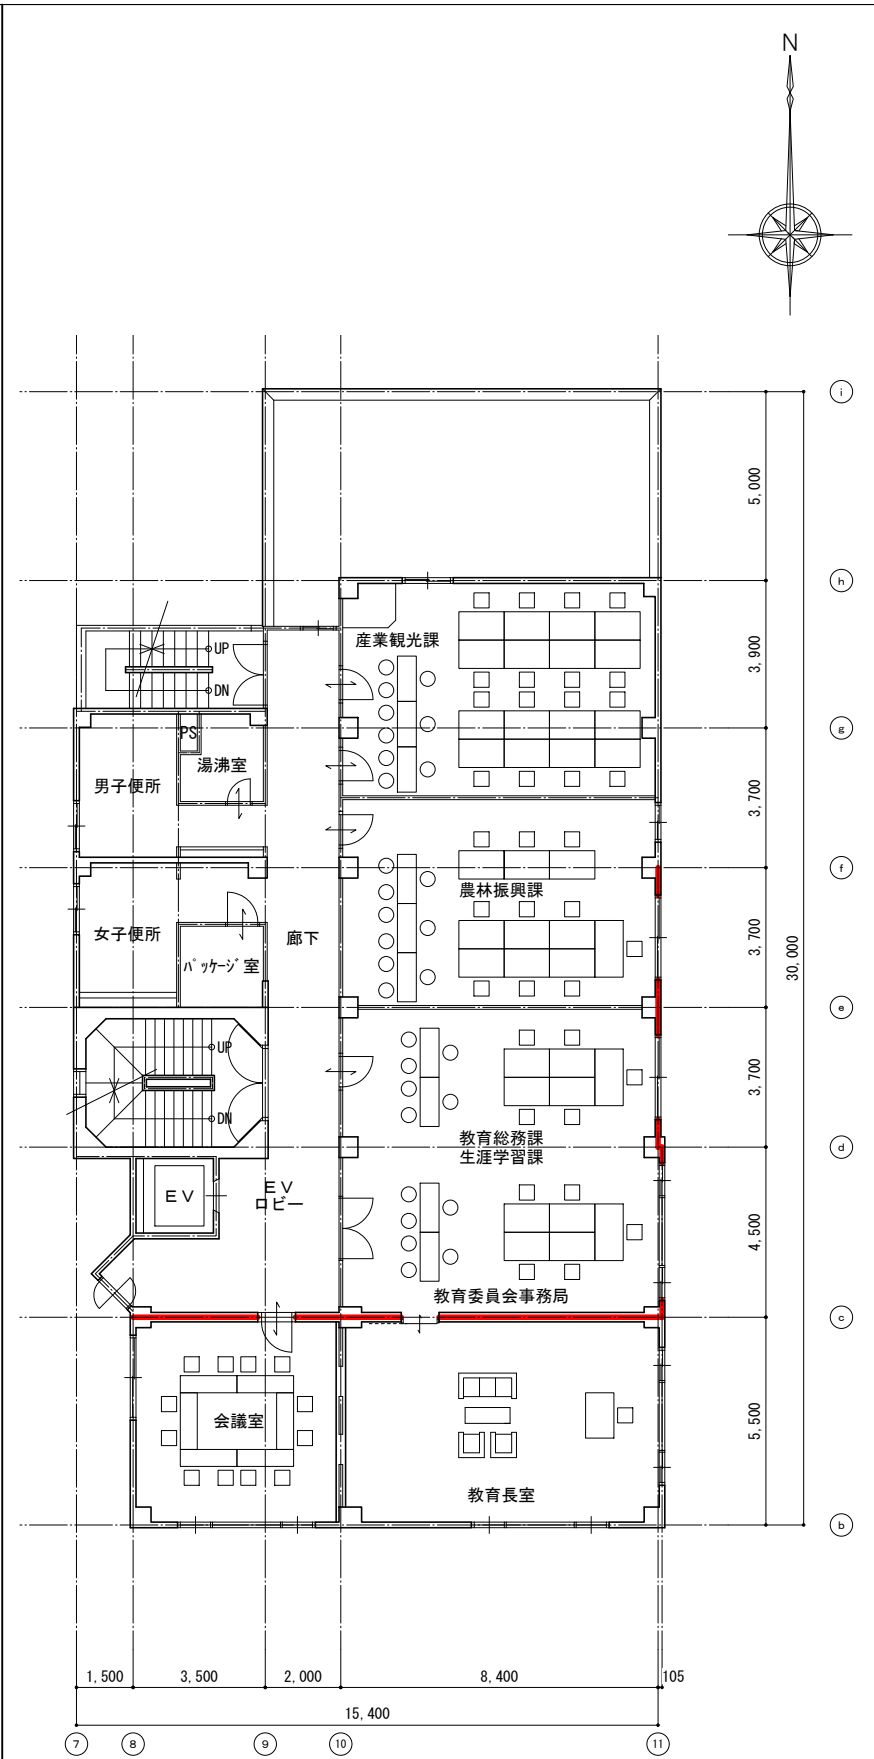 N
i
5,000
h
産業観光課
UP
3,900
DN
PS
g
湯沸室
男子便所
3,700
f
農林振興課
女子便所
廊下
3,700
パッケージ室
30,000
e
UP
3,700
DN
教育総務課
生涯学習課
d
EV
EV
ロビー
4,500
教育委員会事務局
c
会議室
5,500
教育長室
b
1,500
3,500
2,000
8,400
105
15,400
7
8
9
10
11